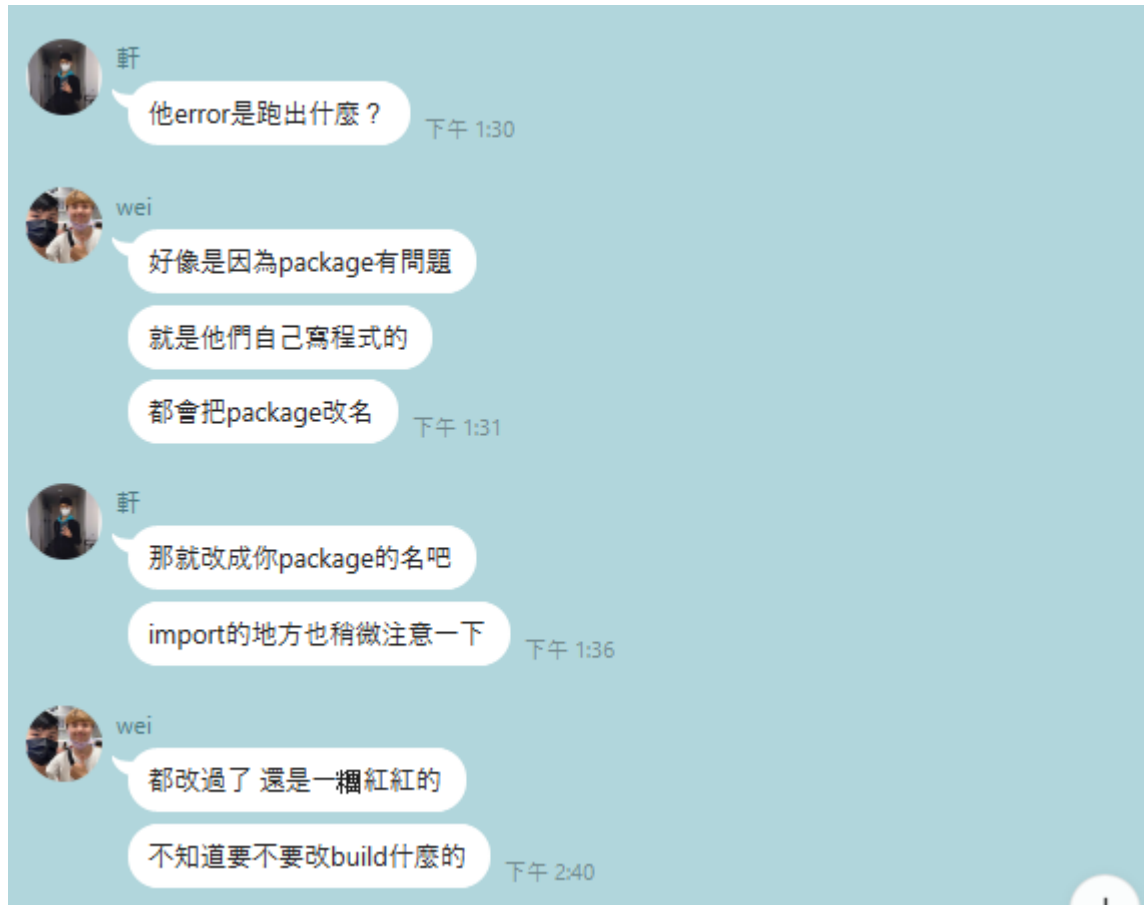 軒
他error是跑出什麼？
下午 1:30
wei
好像是因為package有問題
就是他們自己寫程式的
都會把package改名
下午 1:31
軒
那就改成你package的名吧
import的地方也稍微注意一下
下午 1:36
wei
都改過了 還是一糰紅紅的
不知道要不要改build什麼的
下午 2:40